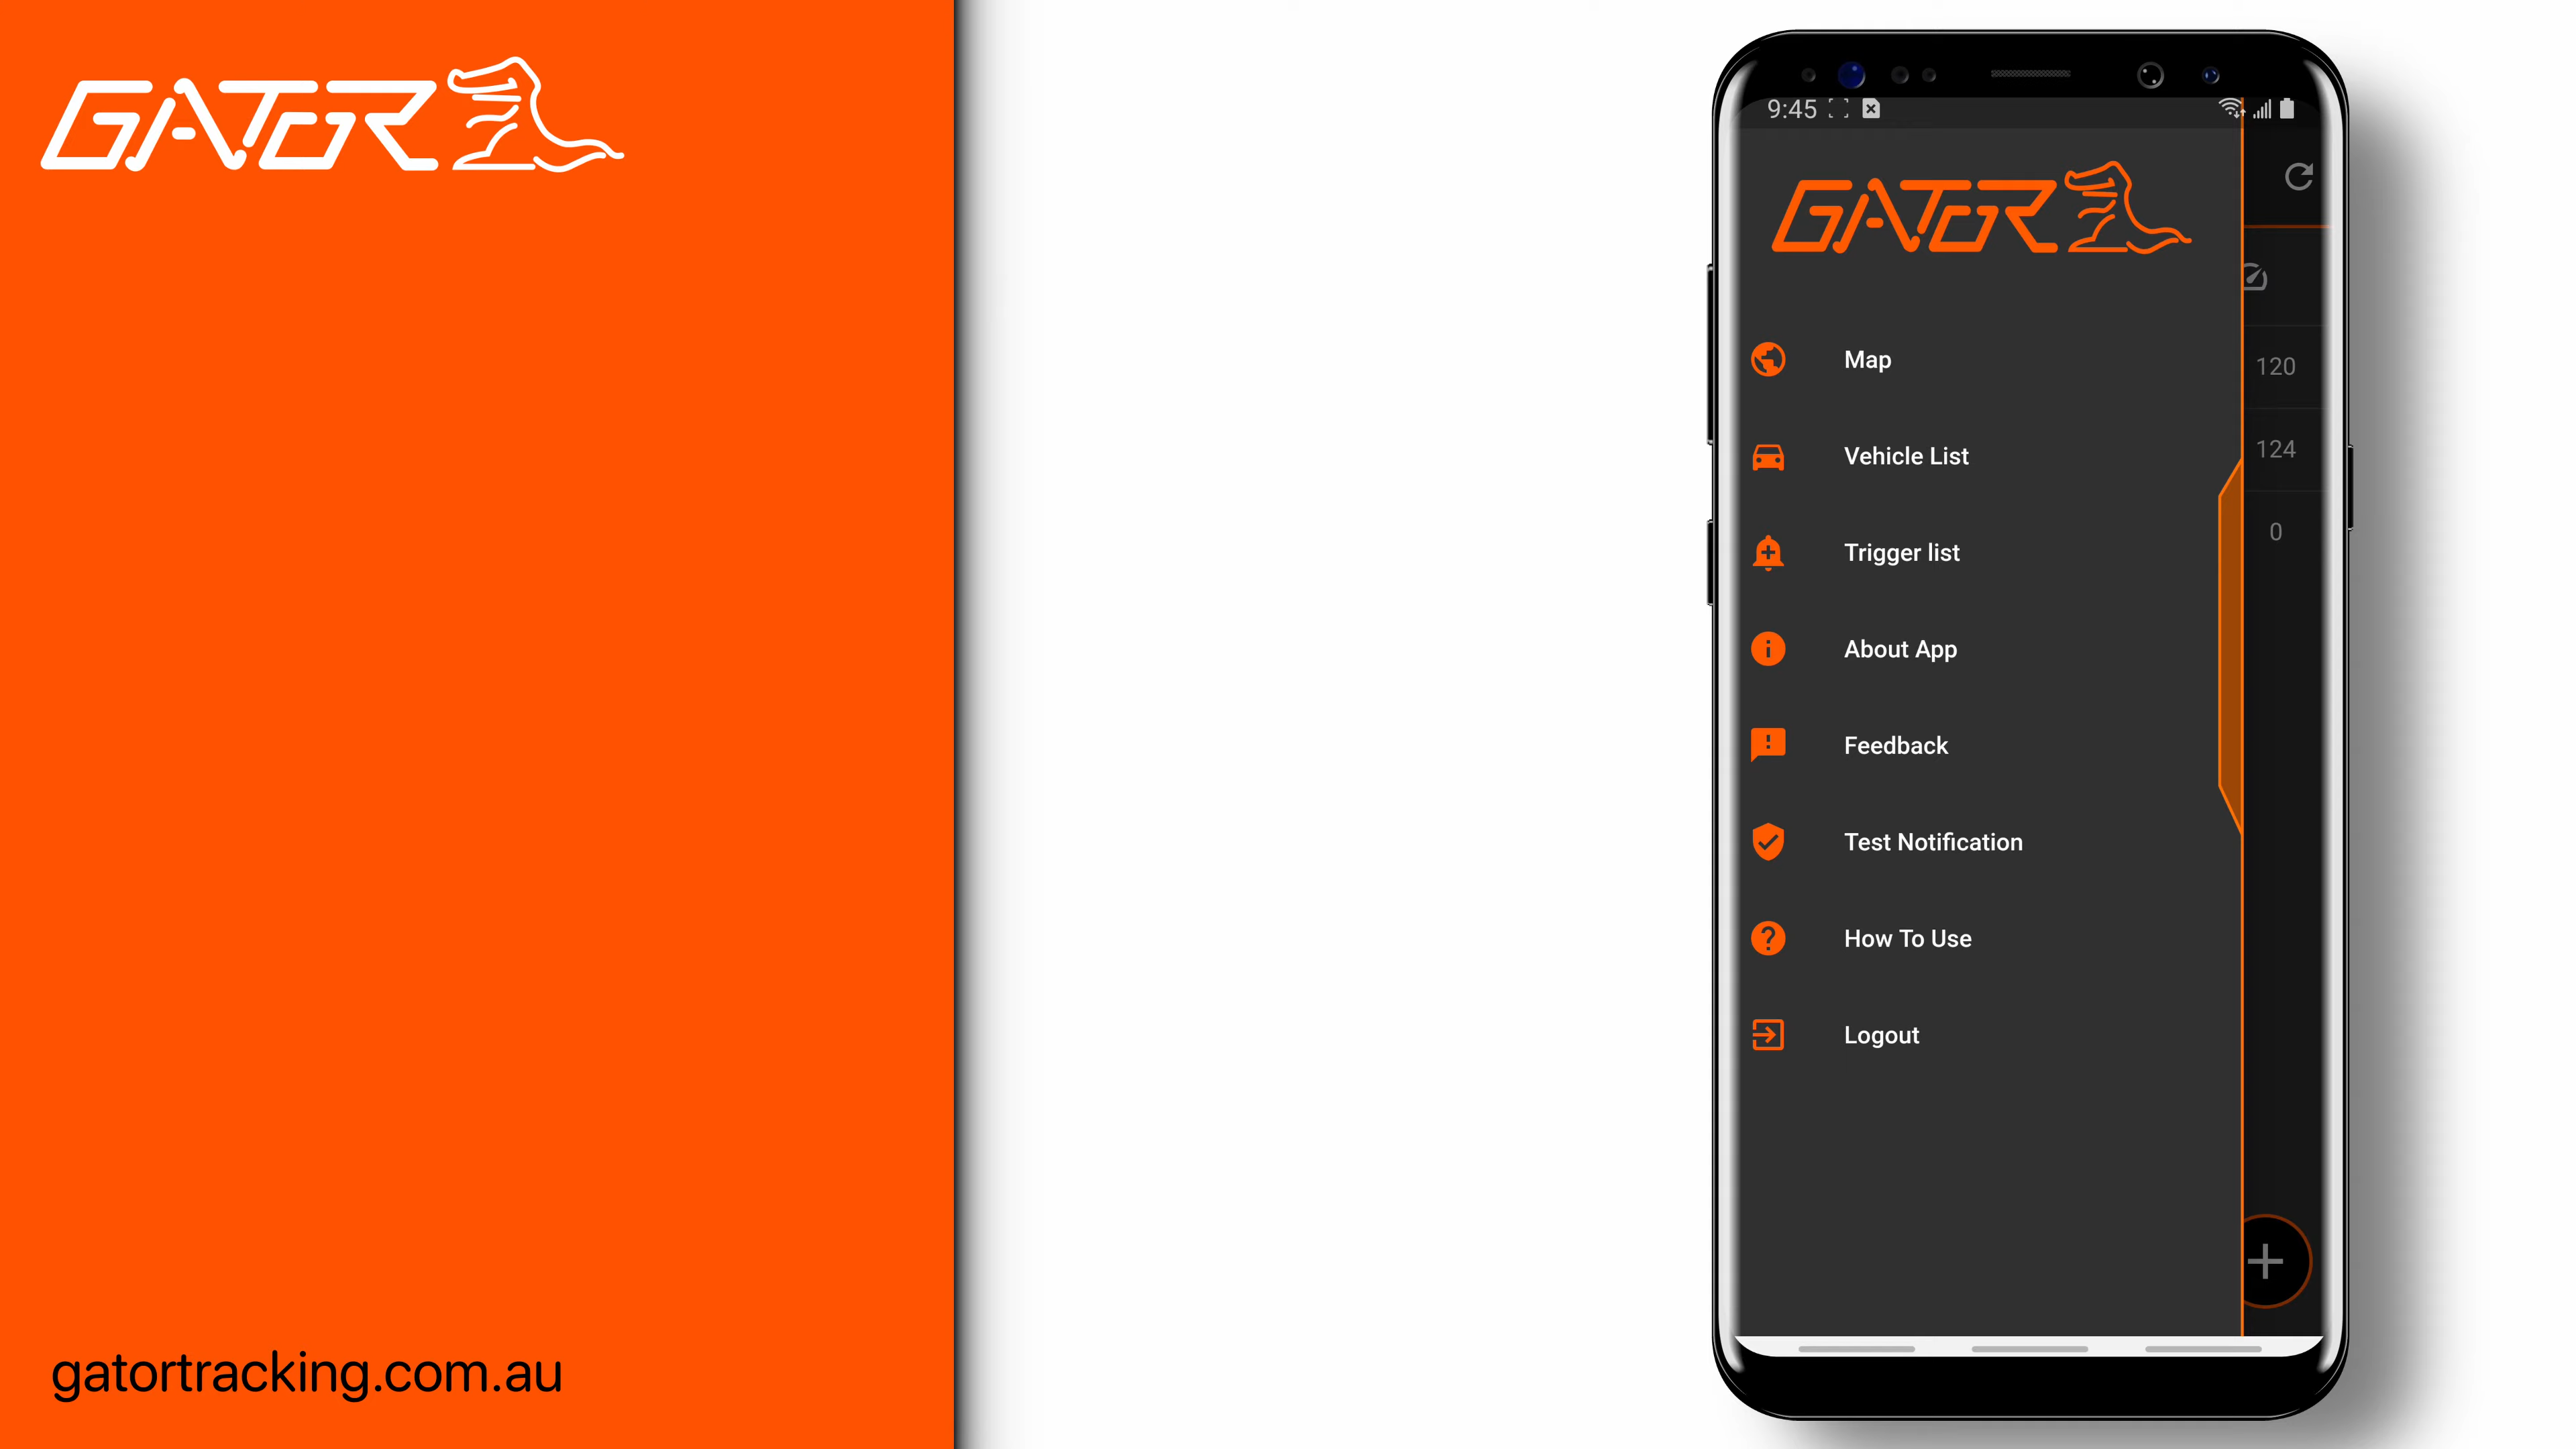 GATOR
gatortracking.com.au
9:45
GATOR
Map
Vehicle List
120
Trigger list
124
About App
0
Feedback
Test Notification
How To Use
Logout